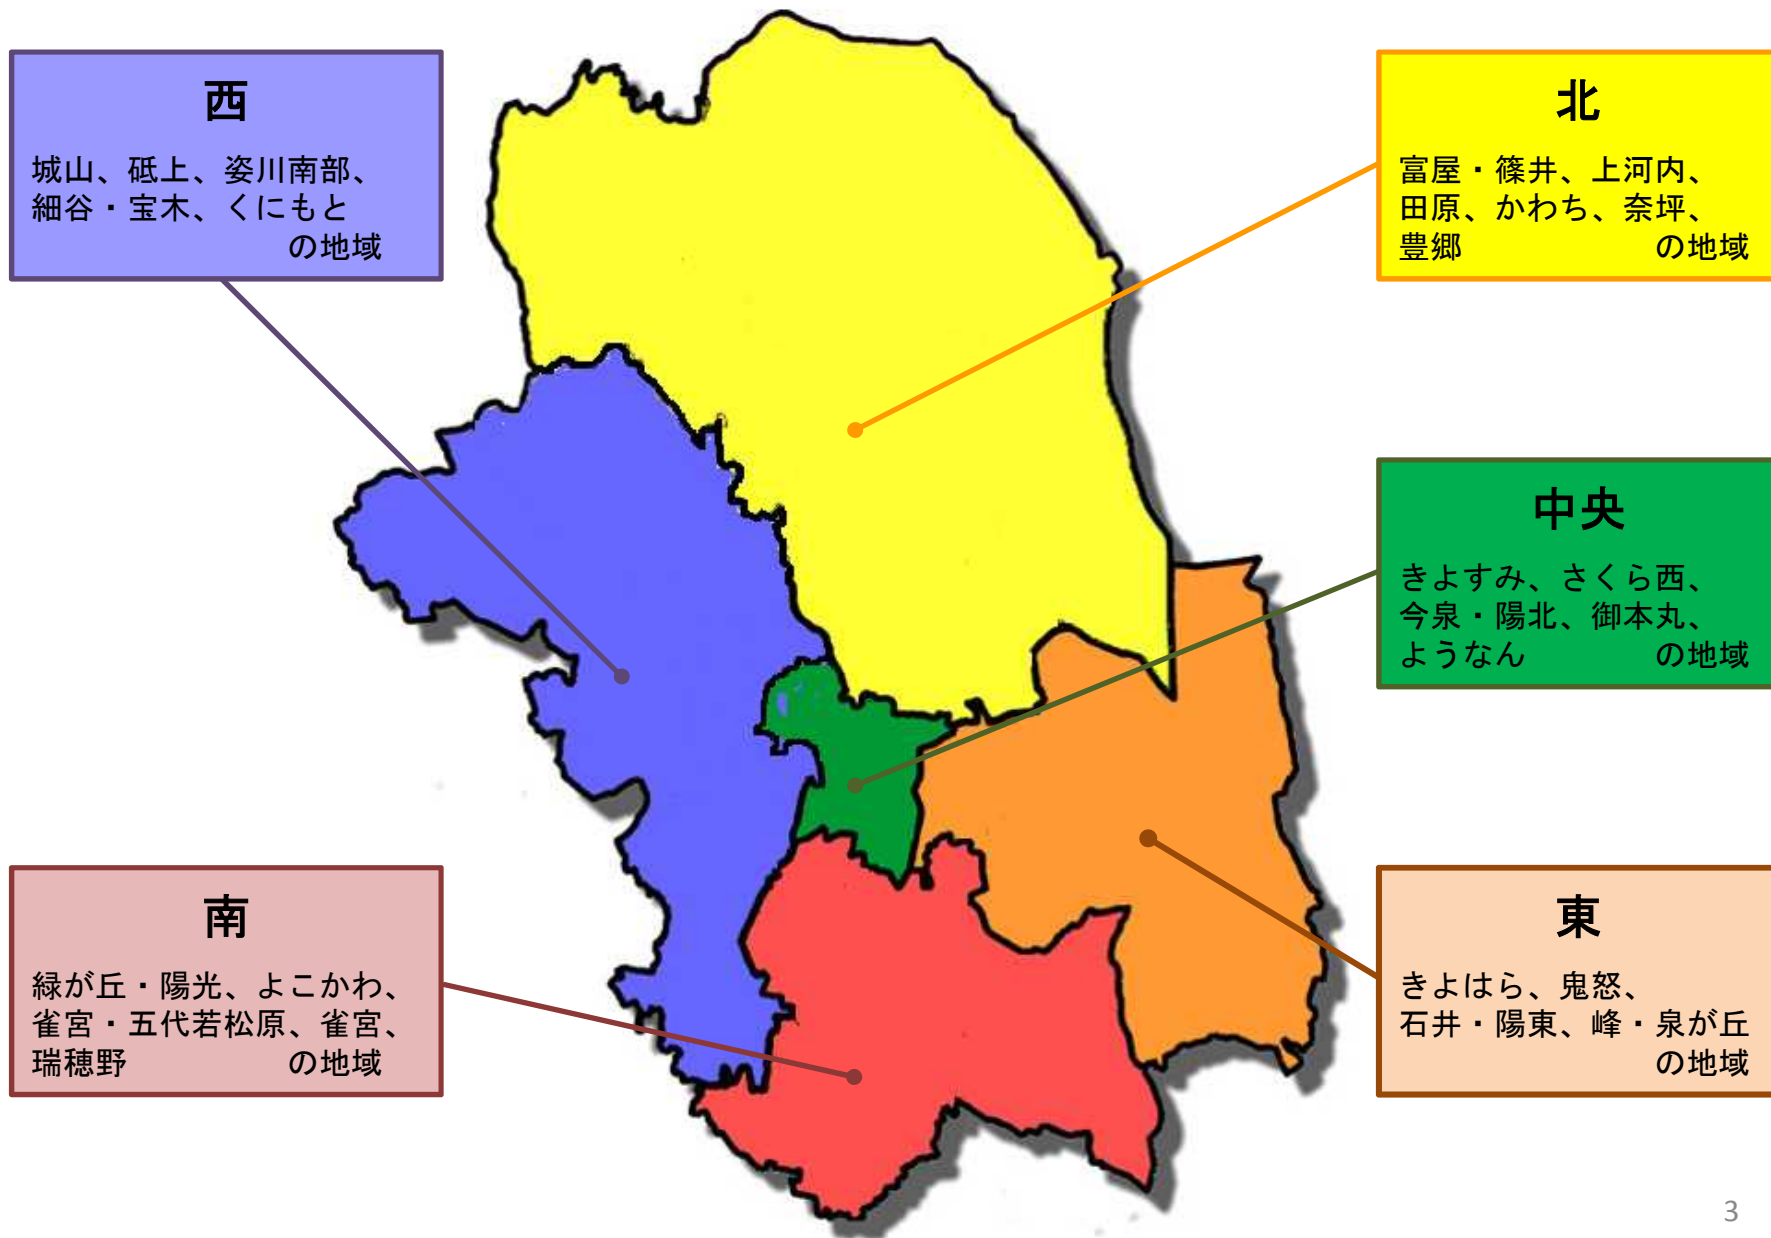 西
城山、砥上、姿川南部、
細谷・宝木、くにもと
の地域
北
富屋・篠井、上河内、
田原、かわち、奈坪、
豊郷 の地域
中央
きよすみ、さくら西、
今泉・陽北、御本丸、
ようなん の地域
南
緑が丘・陽光、よこかわ、
雀宮・五代若松原、雀宮、
瑞穂野 の地域
東
きよはら、鬼怒、
石井・陽東、峰・泉が丘
の地域
3